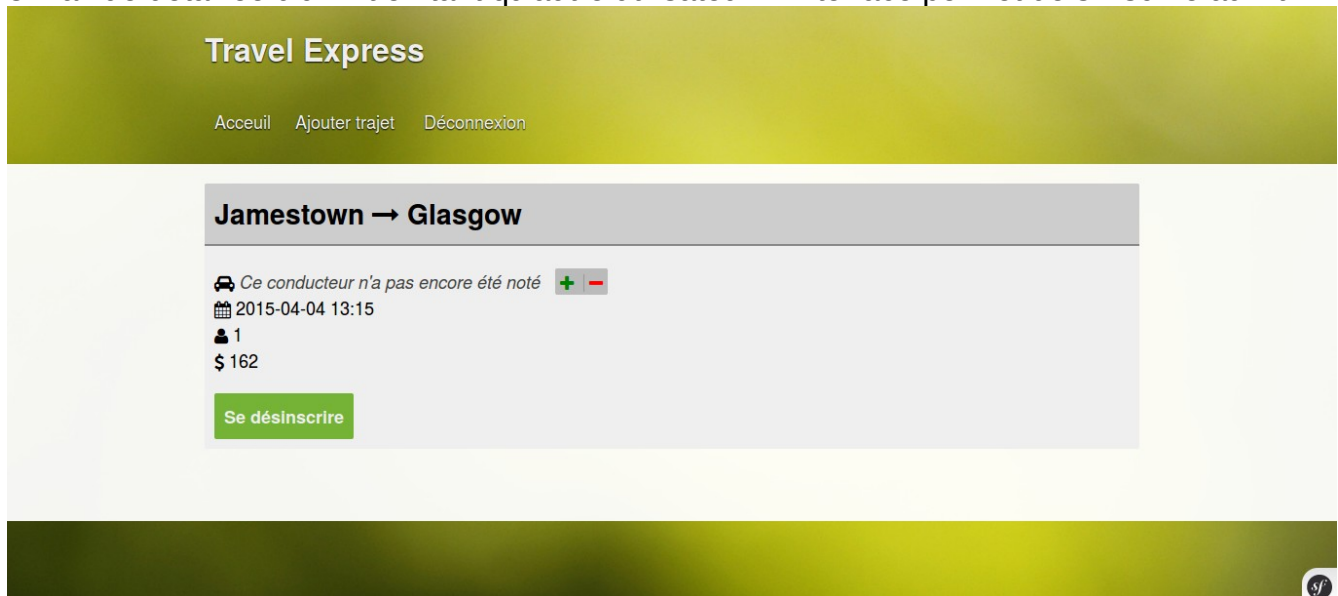 Travel Express
Acceuil Ajouter trajet Déconnexion
Jamestown → Glasgow
Ce conducteur n'a pas encore été noté
2015-04-04 13:15
1
$ 162
Se désinscrire
sf